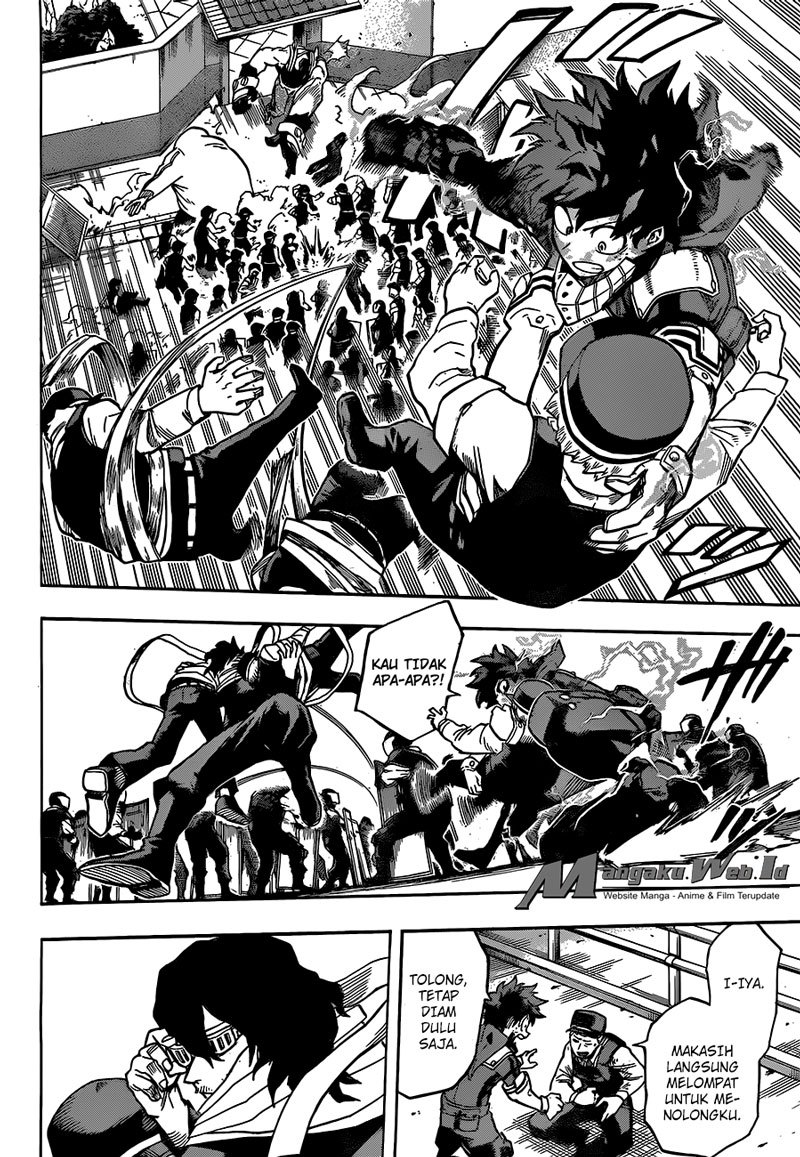 KAU TIDAK
APA-APA?!
Mangaku.Web.Id
Website Manga - Anime & Film Terupdate
I-IYA.
MAKASIH
LANGSUNG
MELOMPAT
UNTUK ME-
NOLONGKU.
TOLONG,
TETAP
DIAM
DULU
SAJA.